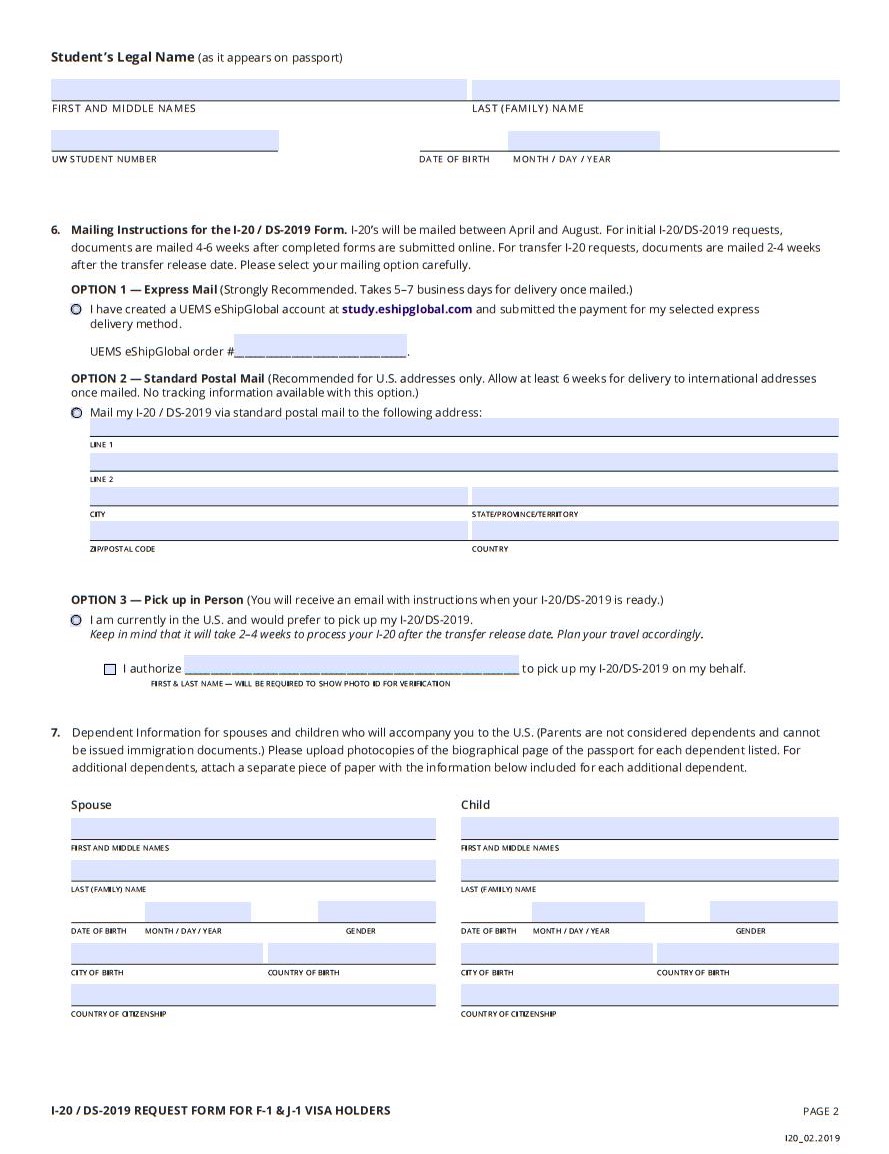 Student's Legal Name (as it appears on passport)
FIRST AND MIDDLE NAMES LAST (FAMILY) NAME
UW STUDENT NUMBER DATE OF BIRTH MONTH / DAY / YEAR
6. Mailing Instructions for the I-20 / DS-2019 Form. I-20's will be mailed between April and August. For initial I-20/DS-2019 requests,
documents are mailed 4-6 weeks after completed forms are submitted online. For transfer I-20 requests, documents are mailed 2-4 weeks
after the transfer release date. Please select your mailing option carefully.
OPTION 1 — Express Mail (Strongly Recommended. Takes 5–7 business days for delivery once mailed.)
I have created a UEMS eShipGlobal account at study.eshipglobal.com and submitted the payment for my selected express
delivery method.
UEMS eShipGlobal order #______________________________.
OPTION 2 — Standard Postal Mail (Recommended for U.S. addresses only. Allow at least 6 weeks for delivery to international addresses
once mailed. No tracking information available with this option.)
Mail my I-20 / DS-2019 via standard postal mail to the following address:
LINE 1
LINE 2
CITY STATE/PROVINCE/TERRITORY
ZIP/POSTAL CODE COUNTRY
OPTION 3 — Pick up in Person (You will receive an email with instructions when your I-20/DS-2019 is ready.)
I am currently in the U.S. and would prefer to pick up my I-20/DS-2019.
Keep in mind that it will take 2–4 weeks to process your I-20 after the transfer release date. Plan your travel accordingly.
I authorize ______________________________ to pick up my I-20/DS-2019 on my behalf.
FIRST & LAST NAME — WILL BE REQUIRED TO SHOW PHOTO ID FOR VERIFICATION
7. Dependent Information for spouses and children who will accompany you to the U.S. (Parents are not considered dependents and cannot
be issued immigration documents.) Please upload photocopies of the biographical page of the passport for each dependent listed. For
additional dependents, attach a separate piece of paper with the information below included for each additional dependent.
Spouse Child
FIRST AND MIDDLE NAMES FIRST AND MIDDLE NAMES
LAST (FAMILY) NAME LAST (FAMILY) NAME
DATE OF BIRTH MONTH / DAY / YEAR GENDER DATE OF BIRTH MONTH / DAY / YEAR GENDER
CITY OF BIRTH COUNTRY OF BIRTH CITY OF BIRTH COUNTRY OF BIRTH
COUNTRY OF CITIZENSHIP COUNTRY OF CITIZENSHIP
I-20 / DS-2019 REQUEST FORM FOR F-1 & J-1 VISA HOLDERS PAGE 2
I20_02.2019